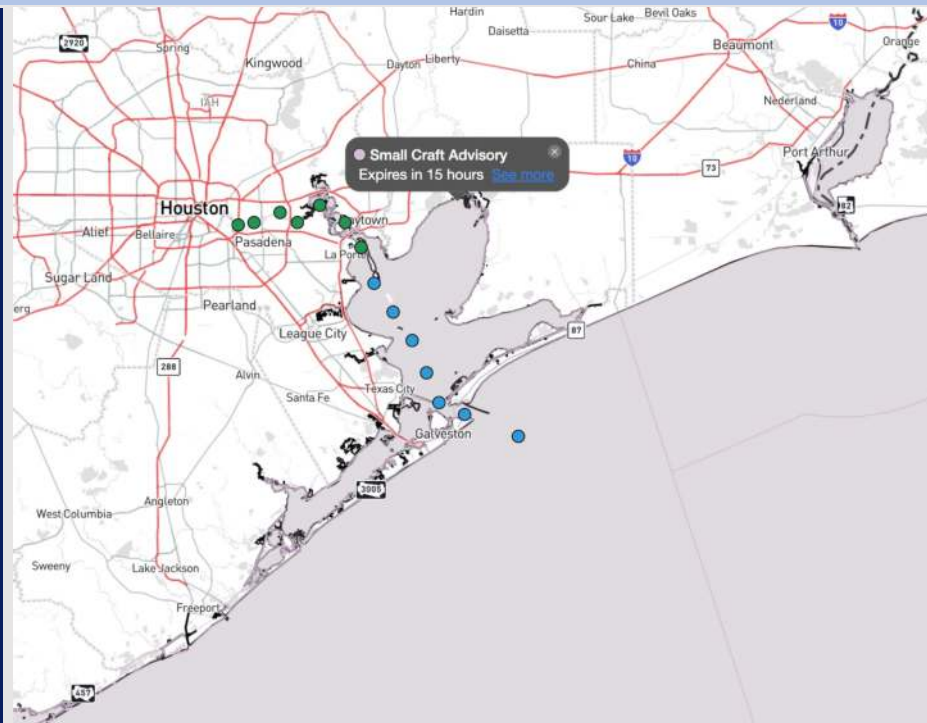 Hardin
Sour Lake
Bevil Oaks
10
Daisetta
2920
Spring
Beaumont
Orange
Kingwood
Dayton
Liberty
China
IAH
Nederland
Small Craft Advisory
Expires in 15 hours See more
10
73
Port Arthur
82
Houston
aytown
Alief
Bellaire
Pasadena
La Porte
Sugar Land
erg
Pearland
League City
87
288
Alvin
Texas City
Santa Fe
Galveston
3005
Angleton
West Columbia
Sweeny
Lake Jackson
Freeport
457